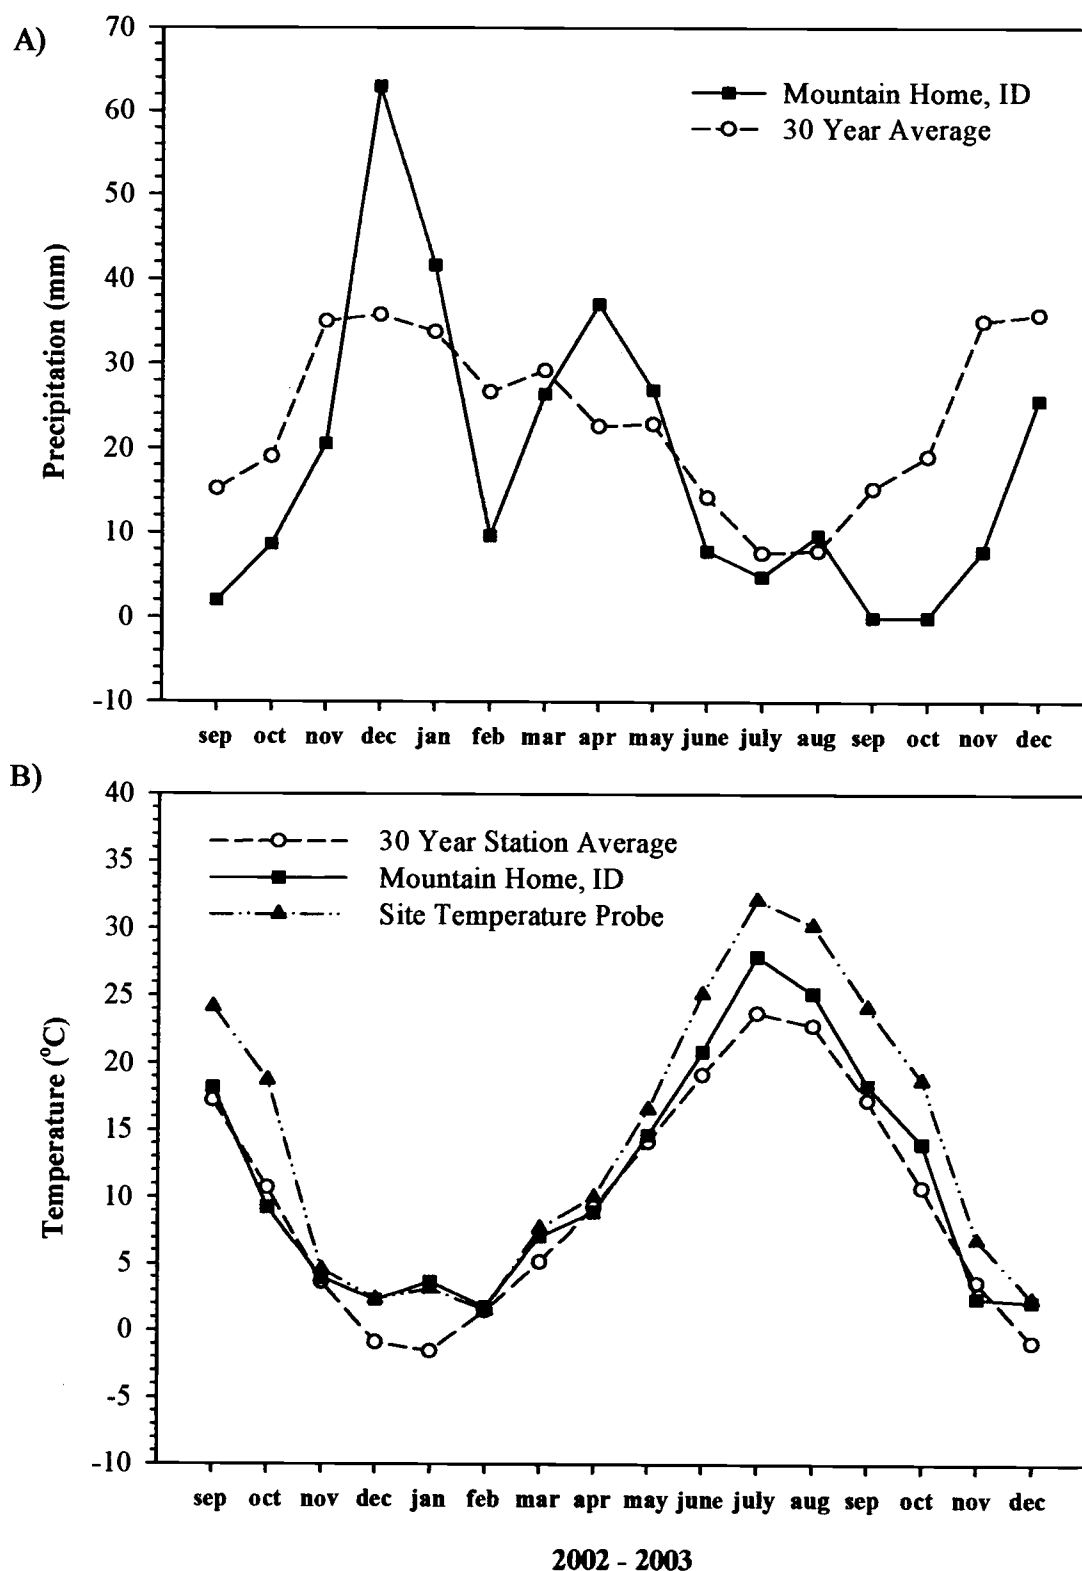 A)
70
60
50
40
30
20
10
0
-10
Precipitation (mm)
Mountain Home, ID
30 Year Average
sep oct nov dec jan feb mar apr may june july aug sep oct nov dec
B)
40
35
30
25
20
15
10
5
0
-5
-10
Temperature (°C)
30 Year Station Average
Mountain Home, ID
Site Temperature Probe
sep oct nov dec jan feb mar apr may june july aug sep oct nov dec
2002 - 2003